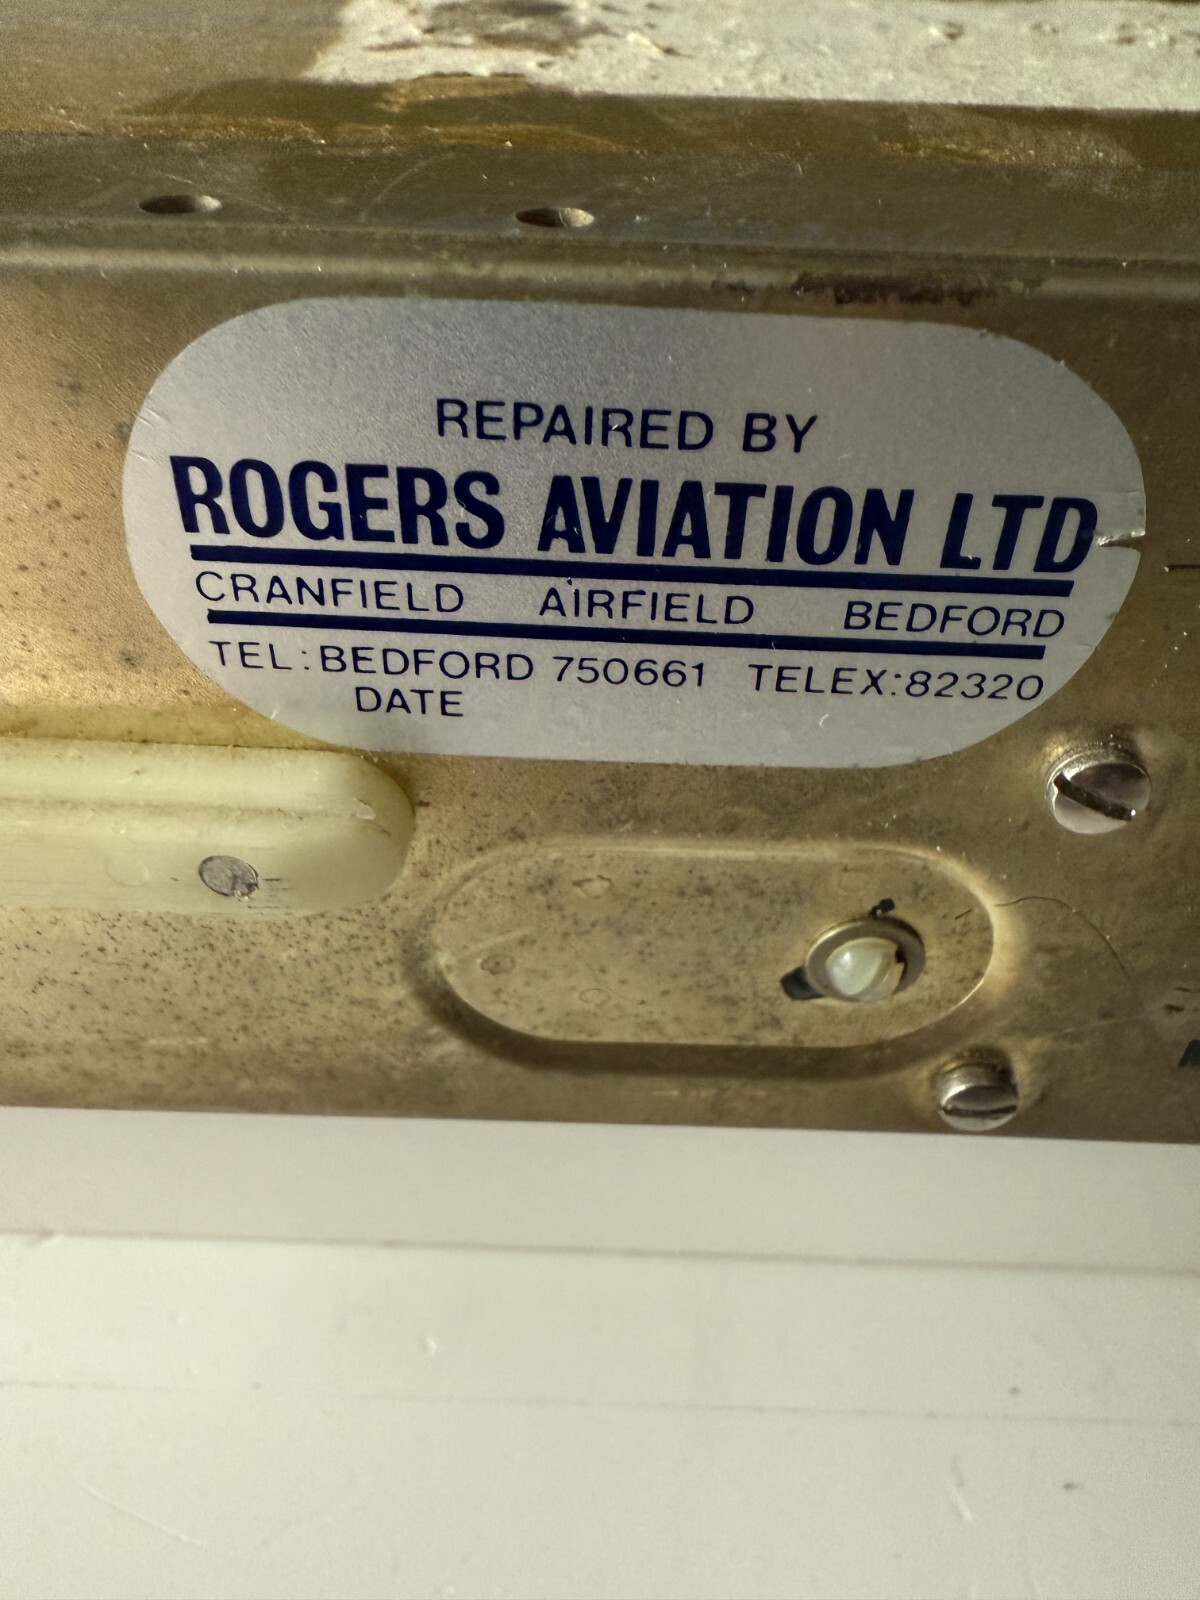 REPAIRED BY
ROGERS AVIATION LTD
CRANFIELD AIRFIELD BEDFORD
TEL: BEDFORD 750661 TELEX: 82320
DATE